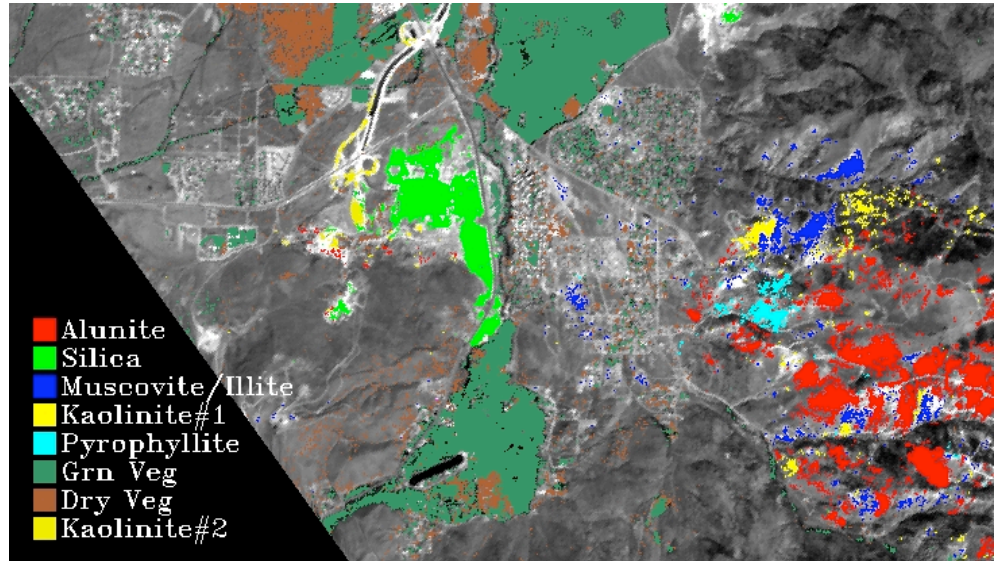 Alunite
Silica
Muscovite/Illite
Kaolinite#1
Pyrophyllite
Grn Veg
Dry Veg
Kaolinite#2